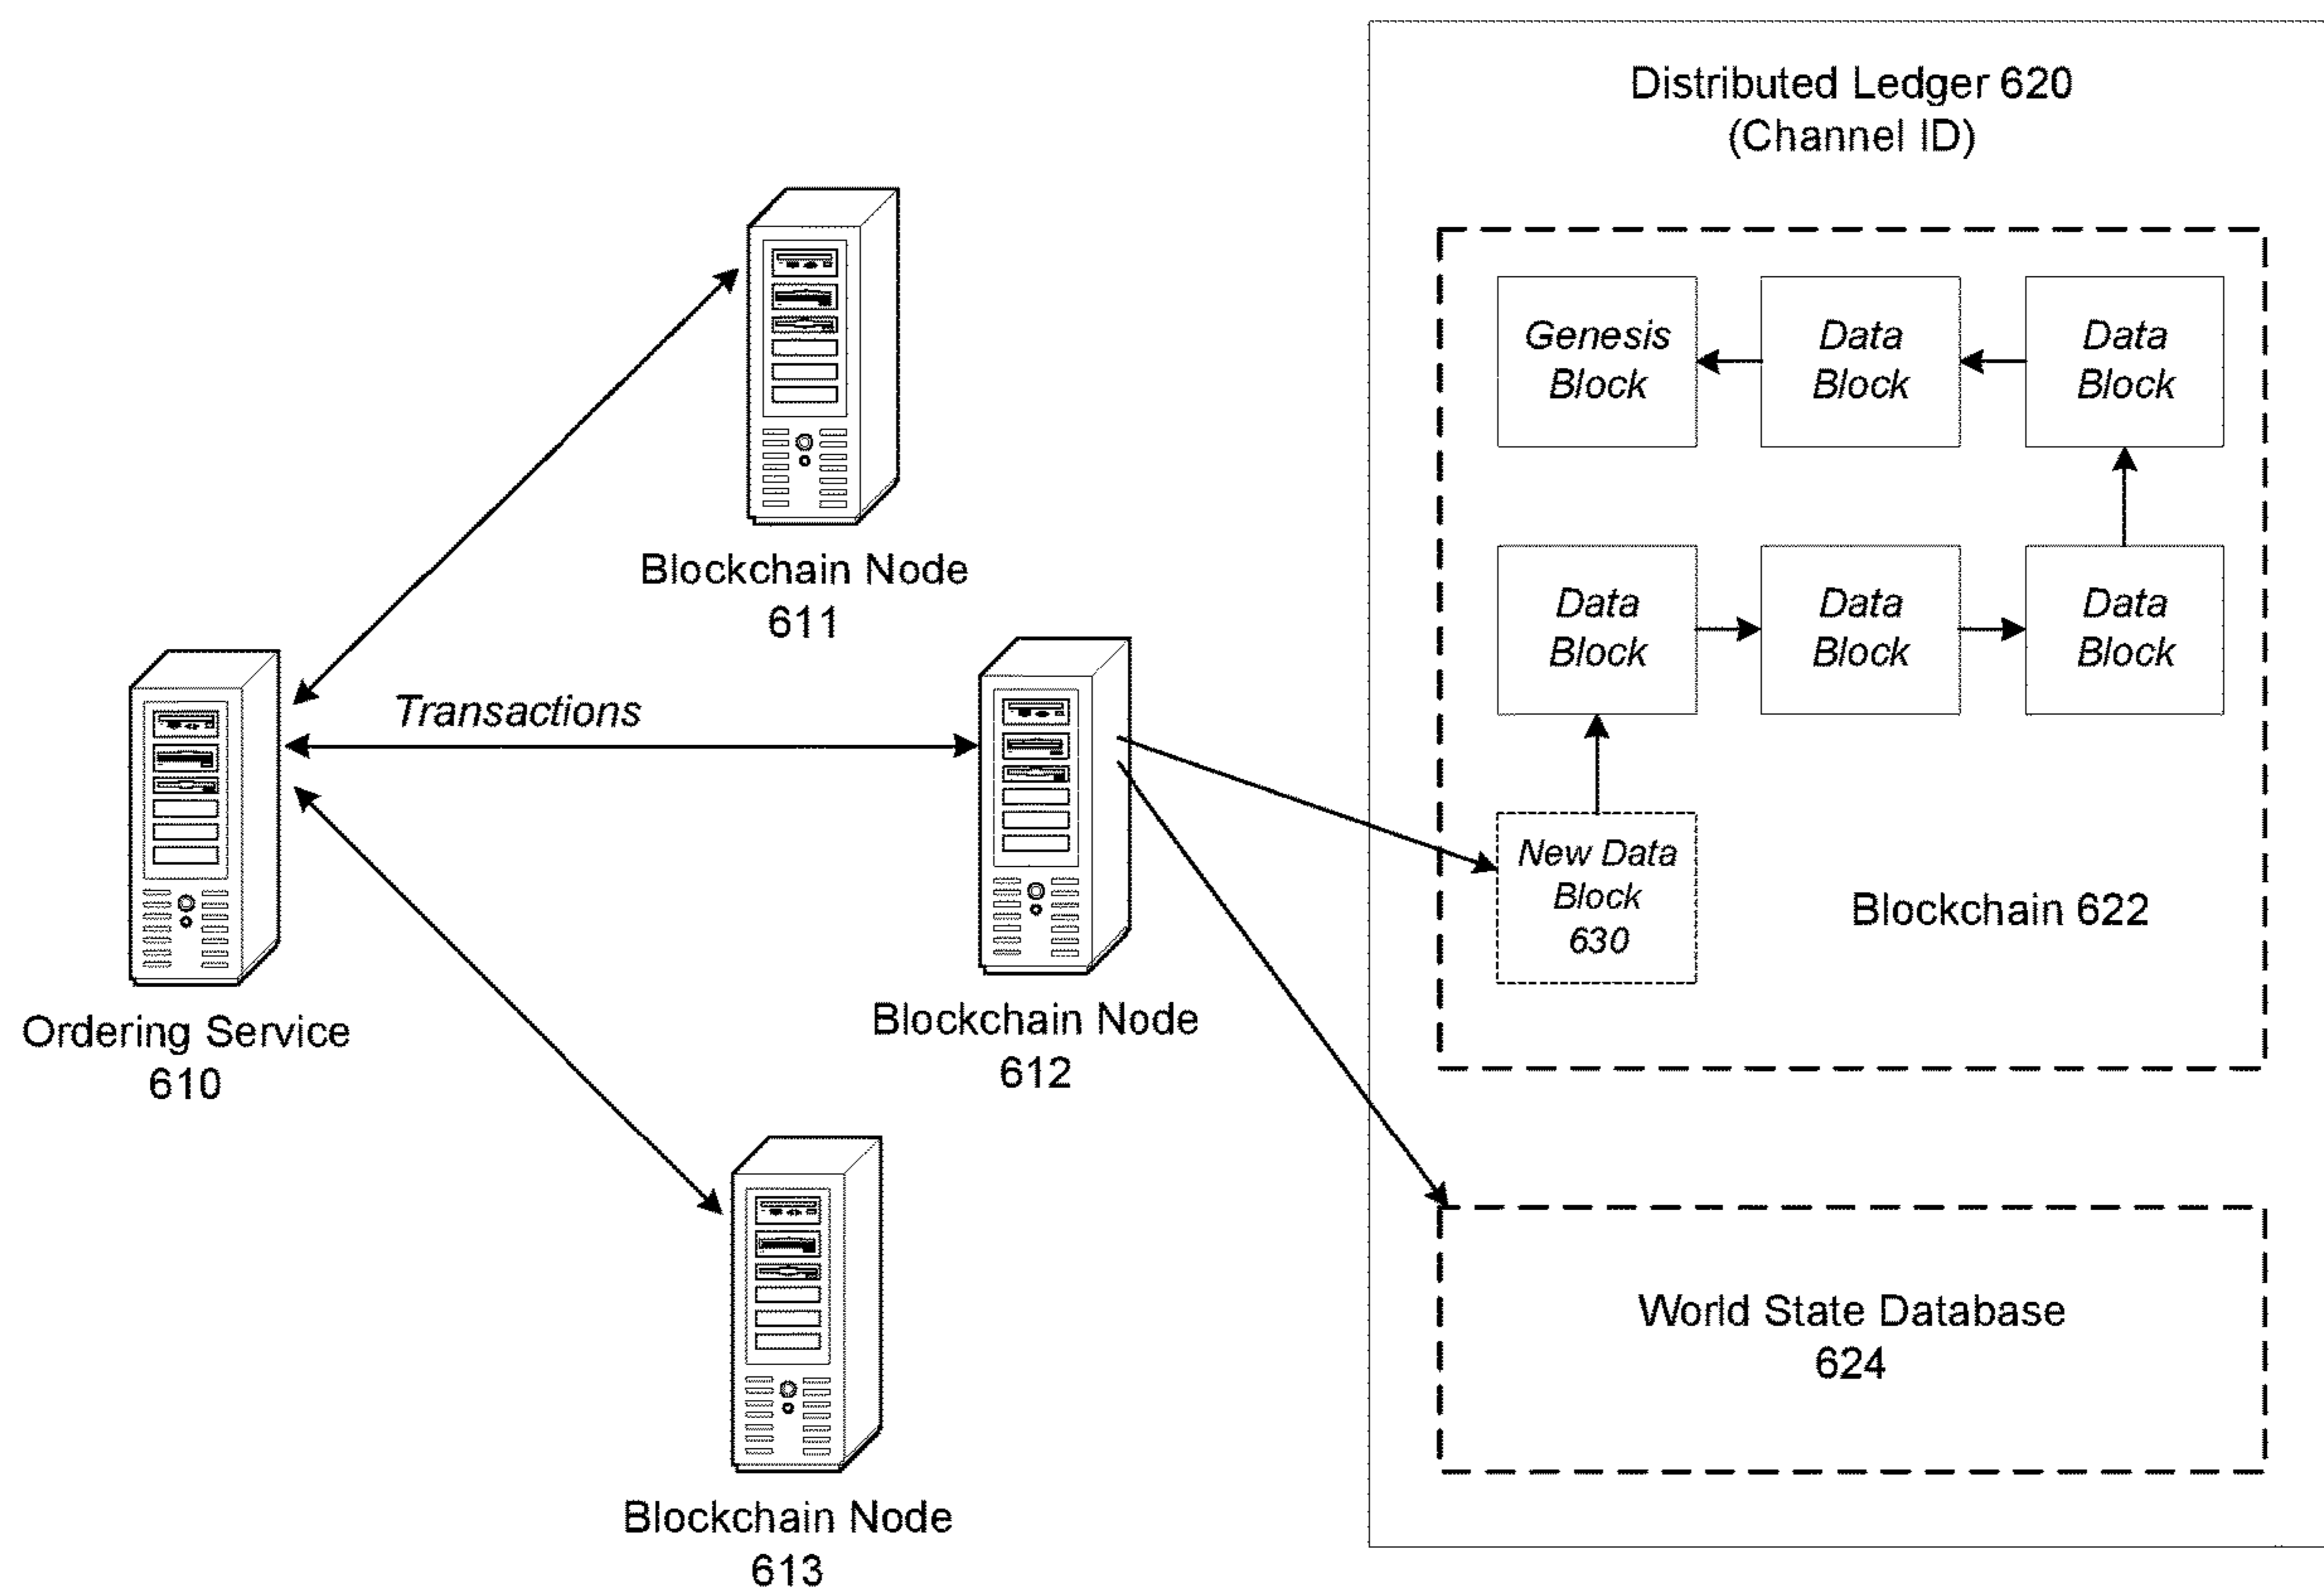 Distributed Ledger 620
(Channel ID)
Genesis
Block
Data
Block
Data
Block
Blockchain Node
611
Data
Block
Data
Block
Data
Block
Transactions
New Data
Block
630
Blockchain 622
Ordering Service
610
Blockchain Node
612
World State Database
624
Blockchain Node
613